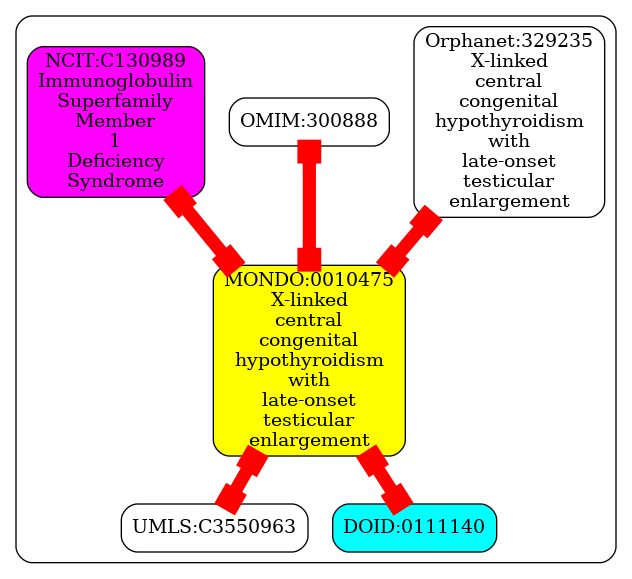 NCIT:C130989
Immunoglobulin
Superfamily
Member
1
Deficiency
Syndrome
OMIM:300888
Orphanet:329235
X-linked
central
congenital
hypothyroidism
with
late-onset
testicular
enlargement
MONDO:0010475
X-linked
central
congenital
hypothyroidism
with
late-onset
testicular
enlargement
UMLS:C3550963
DOID:0111140